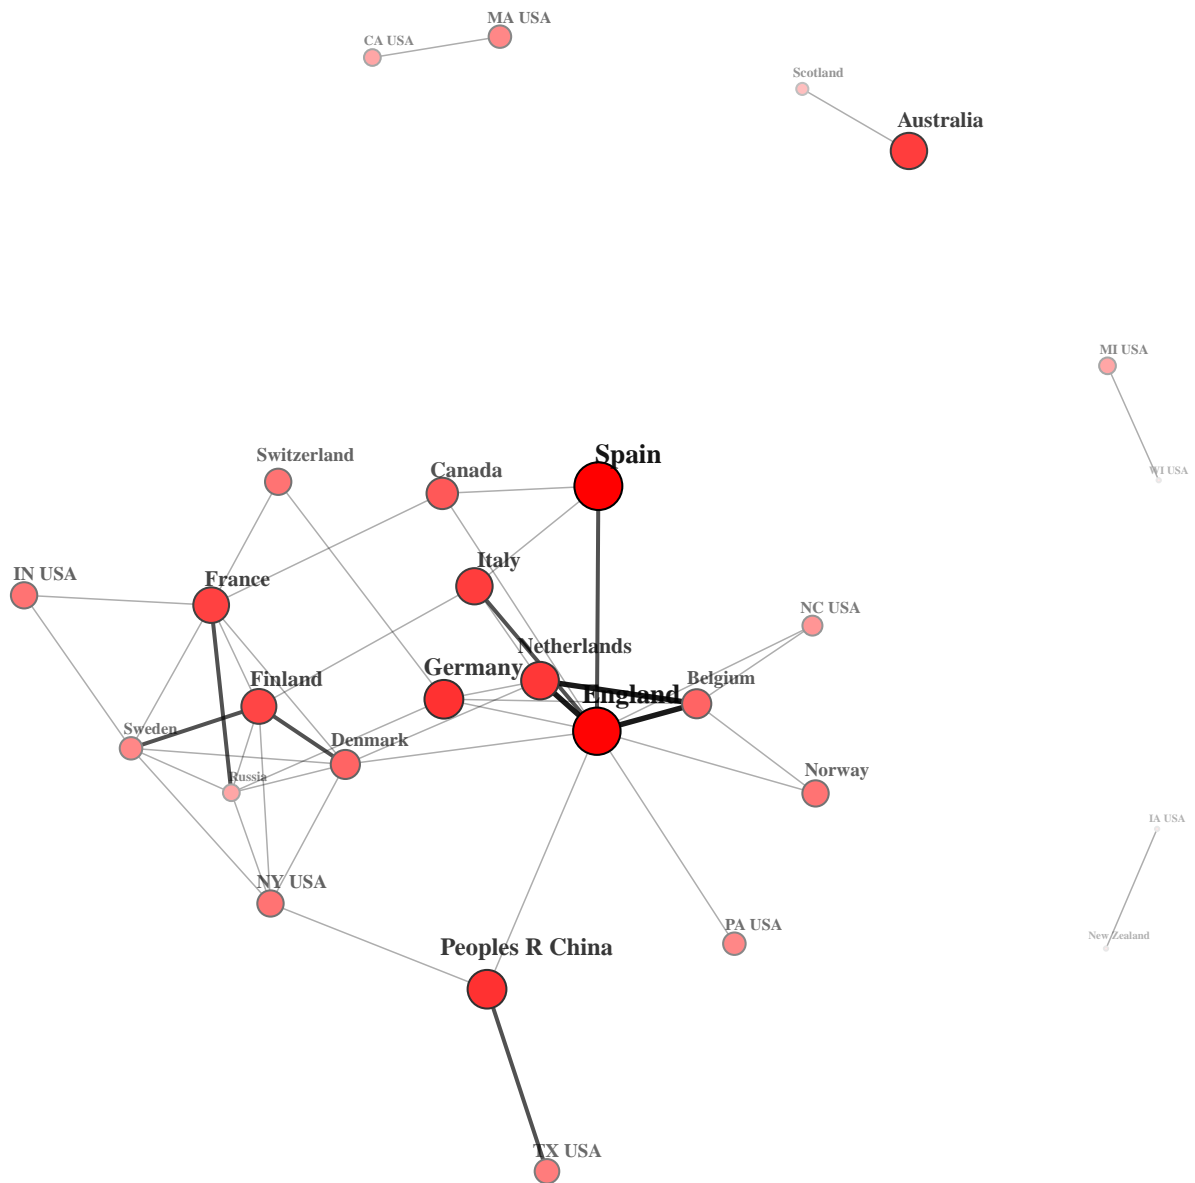 MA USA
CA USA
Scotland
Australia
MI USA
WI USA
Spain
Switzerland
Canada
Italy
IN USA
France
NC USA
Netherlands
Germany
Belgium
Finland
England
Sweden
Denmark
Russia
Norway
IA USA
NY USA
PA USA
New Zealand
Peoples R China
TX USA